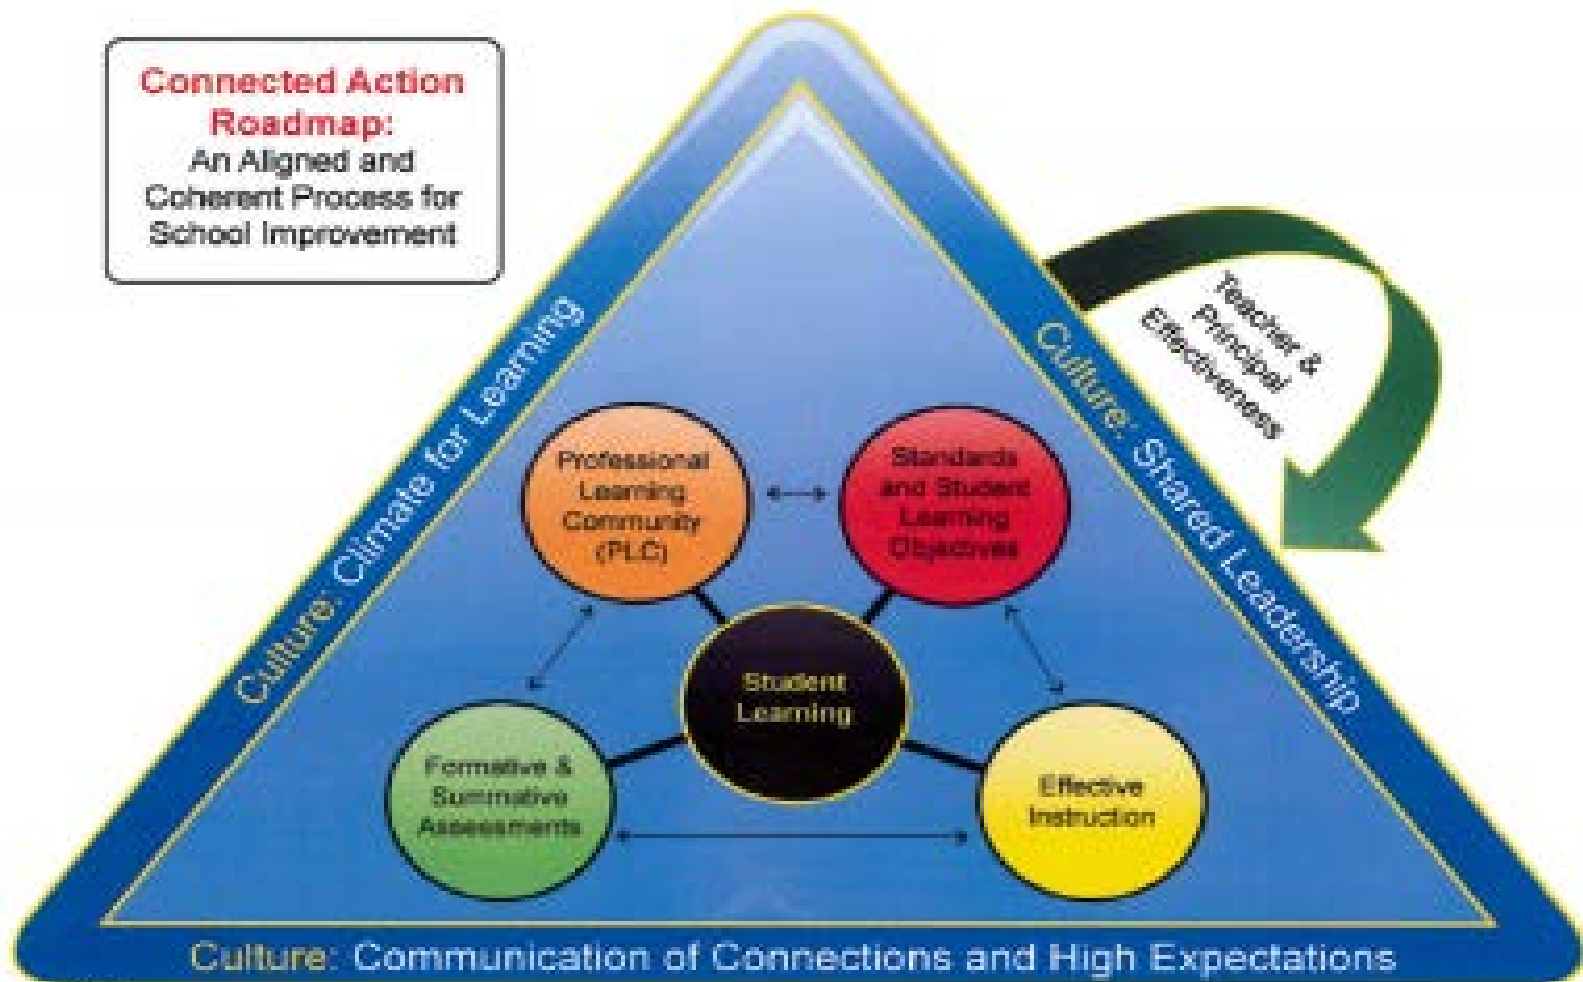 Connected Action
Roadmap:
An Aligned and
Coherent Process for
School Improvement
Culture: Climate for Learning
Culture: Shared Leadership
Teacher &
Principal
Effectiveness
Professional
Learning
Community
(PLC)
Standards
and Student
Learning
Objectives
Student
Learning
Formative &
Summative
Assessments
Effective
Instruction
Culture: Communication of Connections and High Expectations